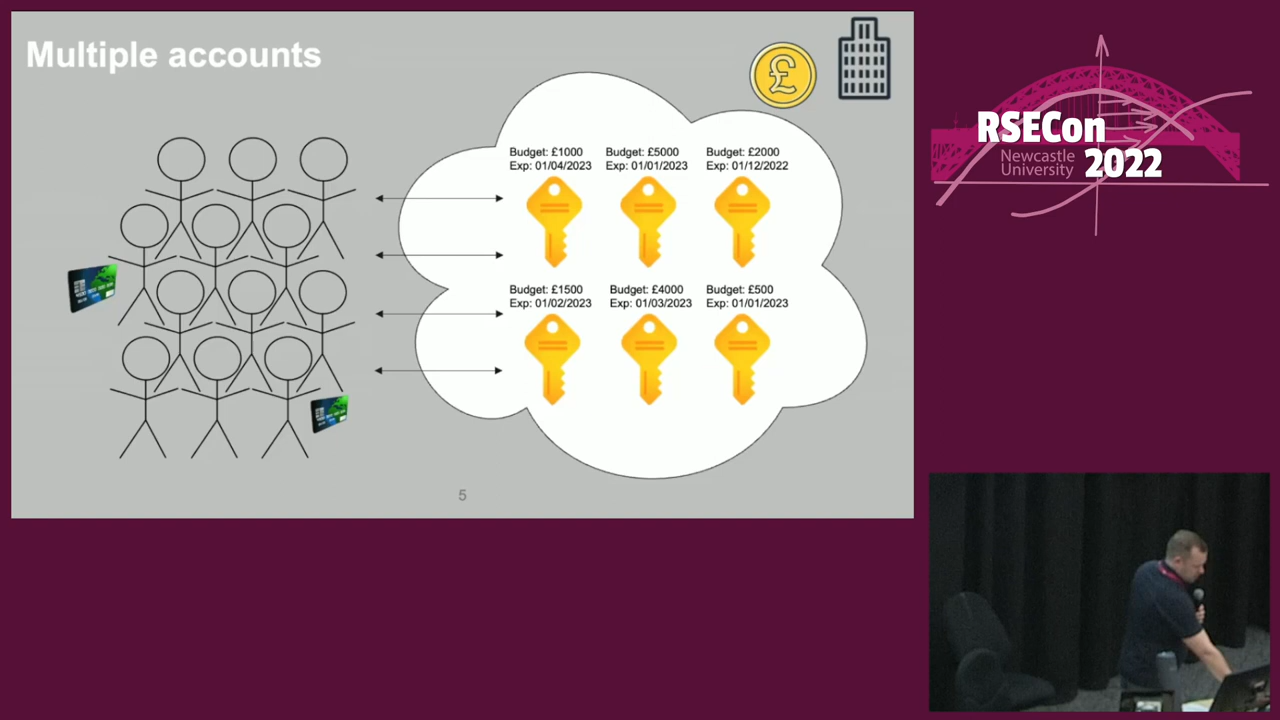 Multiple accounts
£
Budget: £1000
Exp: 01/04/2023
Budget: £5000
Exp: 01/01/2023
Budget: £2000
Exp: 01/12/2022
Budget: £1500
Exp: 01/02/2023
Budget: £4000
Exp: 01/03/2023
Budget: £500
Exp: 01/01/2023
5
RSECon
Newcastle
University
2022